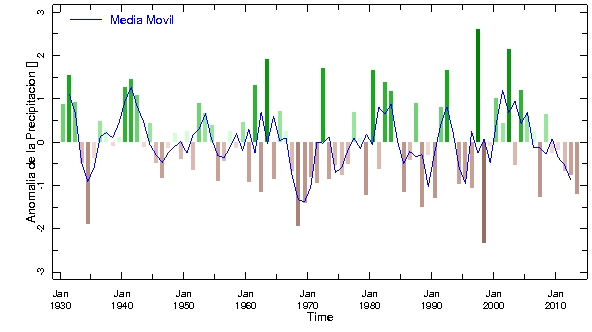 Media Movil
Anomalia de la Precipitacion []
3
2
1
0
-1
-2
-3
Jan Jan Jan Jan Jan Jan Jan Jan Jan
1930 1940 1950 1960 1970 1980 1990 2000 2010
Time